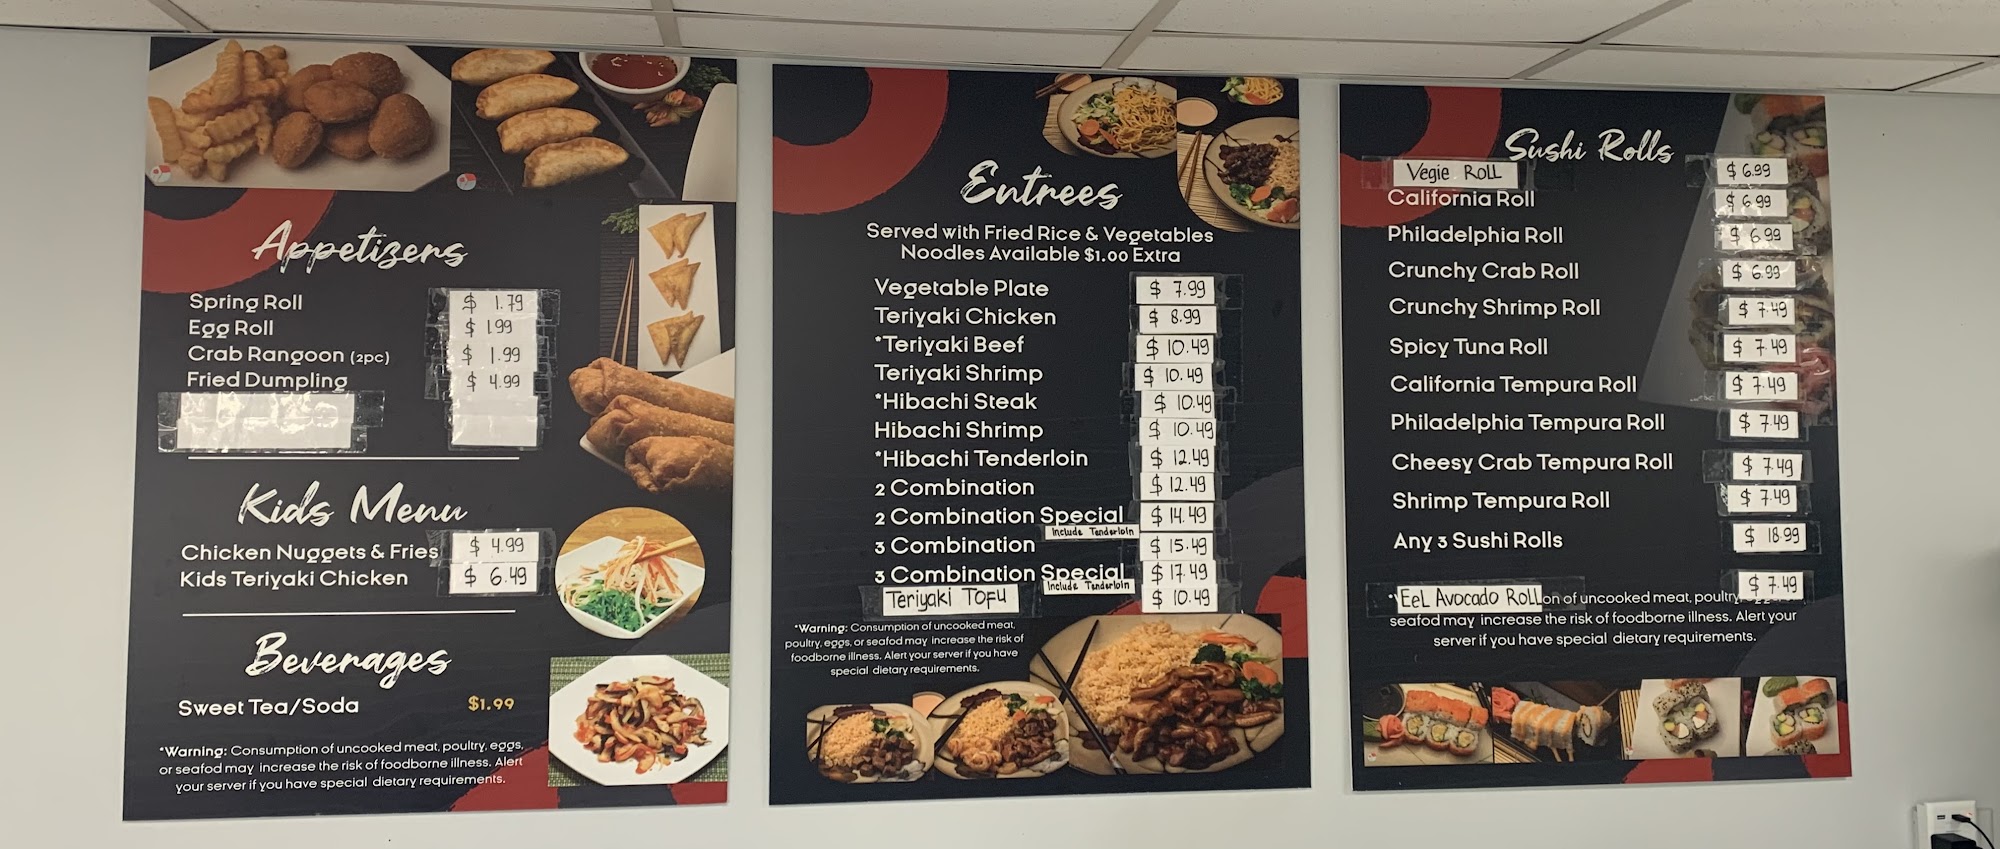 Appetizers
Spring Roll $ 1.79
Egg Roll $ 1.99
Crab Rangoon (2pc) $ 1.99
Fried Dumpling $ 4.99
Kids Menu
Chicken Nuggets & Fries $ 4.99
Kids Teriyaki Chicken $ 6.49
Beverages
Sweet Tea/Soda $1.99
*Warning: Consumption of uncooked meat, poultry, eggs,
or seafod may increase the risk of foodborne illness. Alert
your server if you have special dietary requirements.
Entrees
Served with Fried Rice & Vegetables
Noodles Available $1.00 Extra
Vegetable Plate $ 7.99
Teriyaki Chicken $ 8.99
*Teriyaki Beef $ 10.49
Teriyaki Shrimp $ 10.49
*Hibachi Steak $ 10.49
Hibachi Shrimp $ 10.49
*Hibachi Tenderloin $ 12.49
2 Combination $ 12.49
2 Combination Special $ 14.49
Include Tenderloin
3 Combination $ 15.49
3 Combination Special $ 17.49
Include Tenderloin
Teriyaki TOFU $ 10.49
*Warning: Consumption of uncooked meat,
poultry, eggs, or seafod may increase the risk of
foodborne illness. Alert your server if you have
special dietary requirements.
Sushi Rolls
Vegie ROLL $ 6.99
California Roll $ 6.99
Philadelphia Roll $ 6.99
Crunchy Crab Roll $ 6.99
Crunchy Shrimp Roll $ 7.49
Spicy Tuna Roll $ 7.49
California Tempura Roll $ 7.49
Philadelphia Tempura Roll $ 7.49
Cheesy Crab Tempura Roll $ 7.49
Shrimp Tempura Roll $ 7.49
Any 3 Sushi Rolls $ 18.99
EeL Avocado ROLL $ 7.49
of uncooked meat, poultry,
seafod may increase the risk of foodborne illness. Alert your
server if you have special dietary requirements.